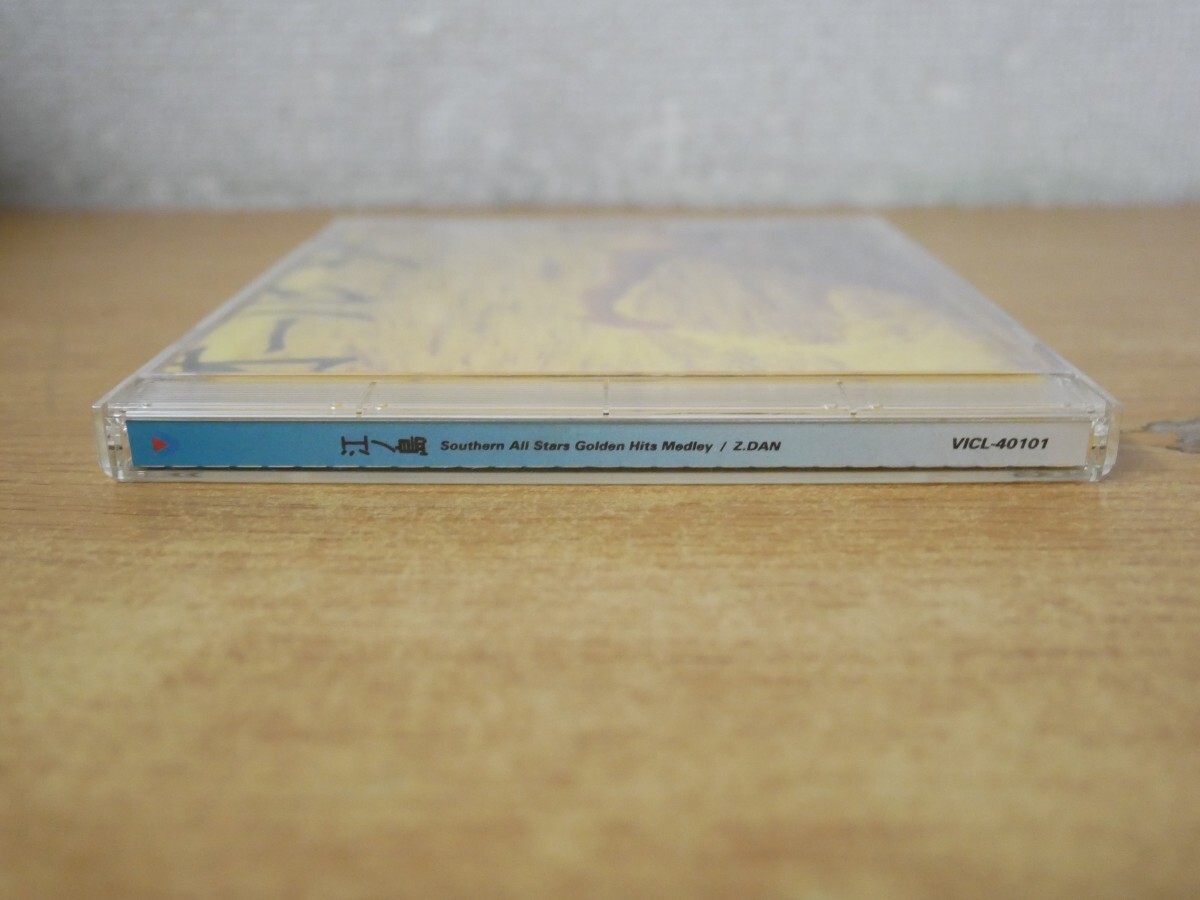 江ノ島 Southern All Stars Golden Hits Medley / Z.DAN VICL-40101